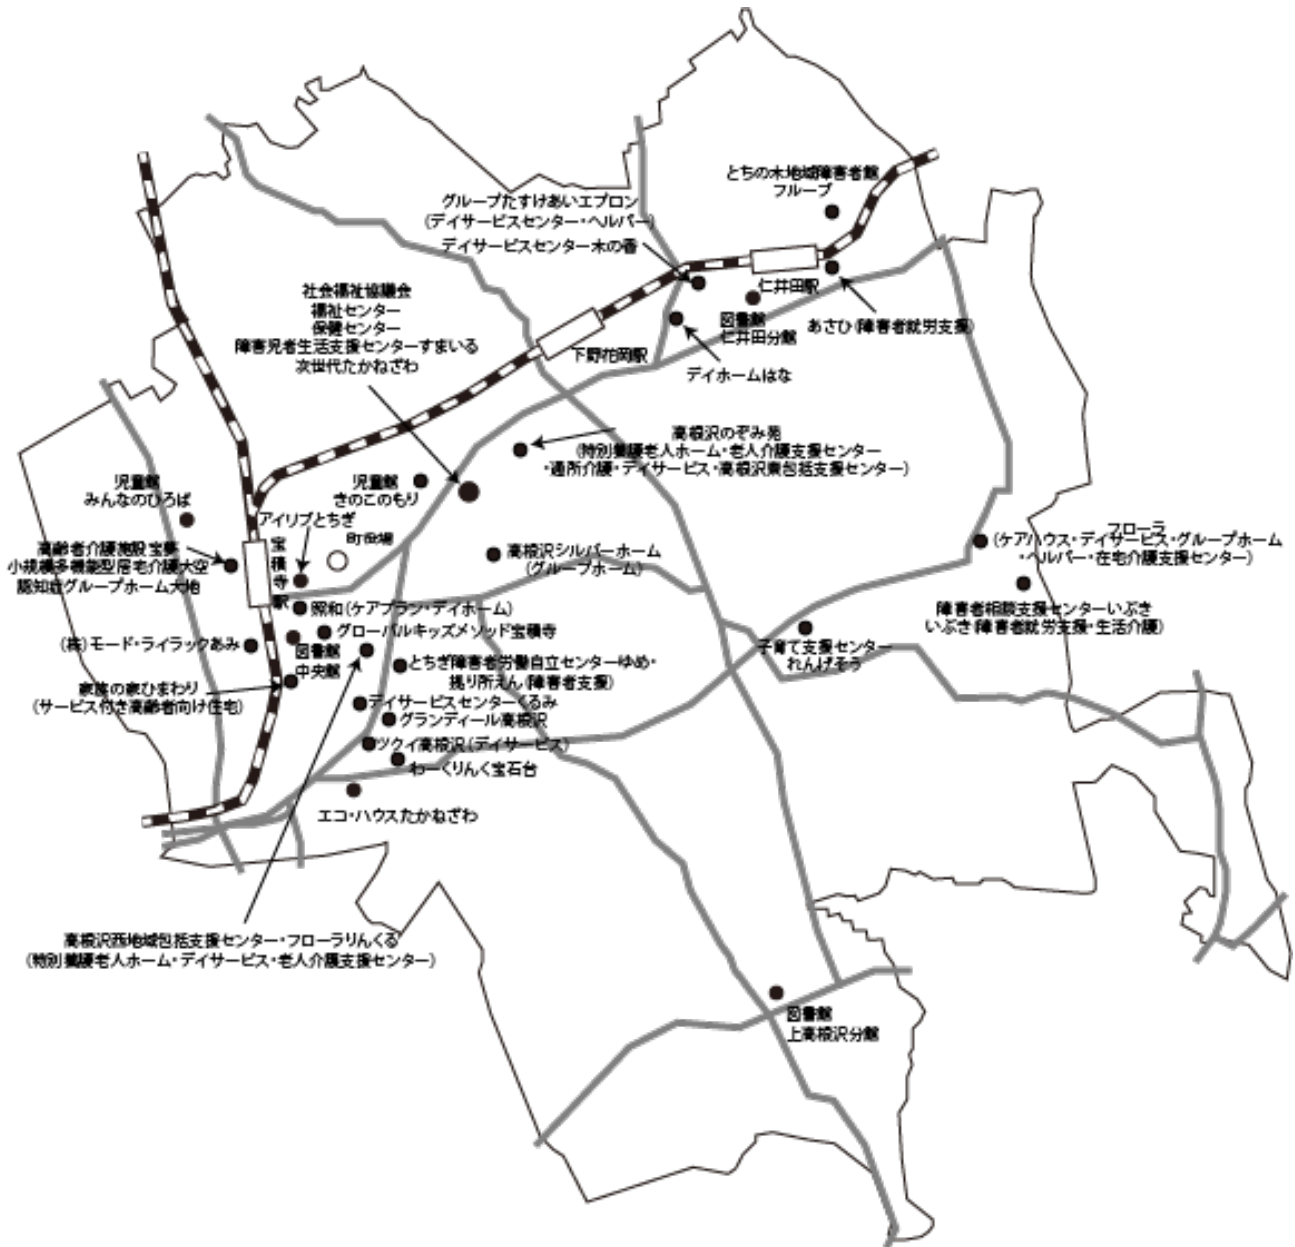 とちの木地域障害者館
フループ
グループたすけあいエプロン
(デイサービスセンター・ヘルパー)
デイサービスセンター木の香
仁井田駅
図書館
仁井田分館
あさひ(障害者就労支援)
デイホームはな
下野花岡駅
社会福祉協議会
福祉センター
保健センター
障害児者生活支援センターすまいる
次世代たかねざわ
高根沢のぞみ苑
(特別養護老人ホーム・老人介護支援センター
・通所介護・デイサービス・高根沢東包括支援センター)
児童館
みんなのひろば
児童館
きのこのもり
アイリブとちぎ
町役場
宝積寺駅
高齢者介護施設 宝夢
小規模多機能型居宅介護大空
認知症グループホーム大地
高根沢シルバーホーム
(グループホーム)
フローラ
(ケアハウス・デイサービス・グループホーム
・ヘルパー・在宅介護支援センター)
障害者相談支援センターいぶき
いぶき(障害者就労支援・生活介護)
照和(ケアプラン・デイホーム)
グローバルキッズメソッド宝積寺
(株)モード・ライラックあみ
図書館
中央館
とちぎ障害者労働自立センターゆめ・
拠り所えん(障害者支援)
子育て支援センター
れんげそう
家族の家ひまわり
(サービス付き高齢者向け住宅)
デイサービスセンターくるみ
グランディール高根沢
ツクイ高根沢(デイサービス)
わーくりんく宝石台
エコ・ハウスたかねざわ
高根沢西地域包括支援センター・フローラりんくる
(特別養護老人ホーム・デイサービス・老人介護支援センター)
図書館
上高根沢分館